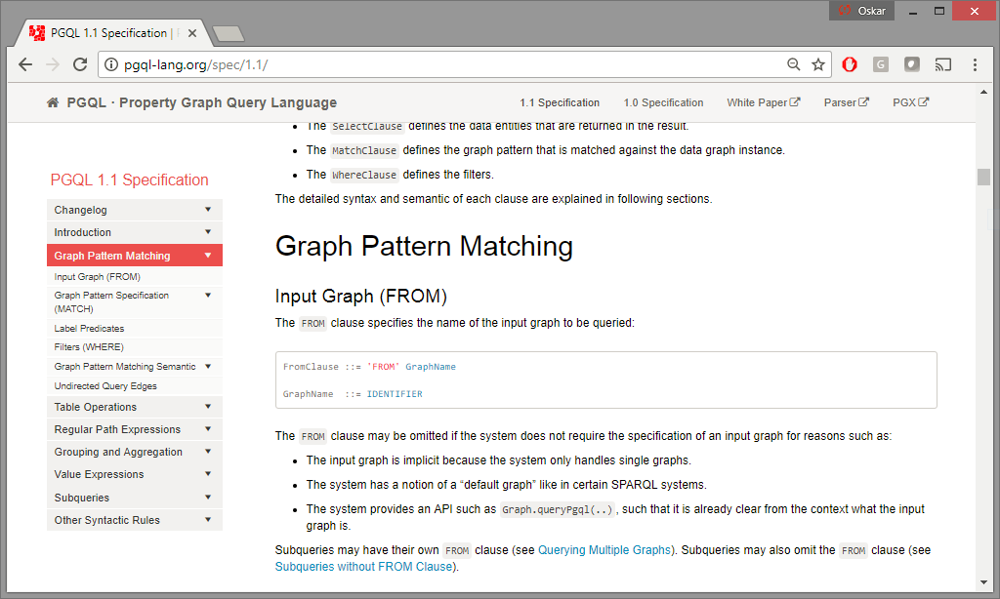 Oskar
PGQL 1.1 Specification |
pgql-lang.org/spec/1.1/
G
PGQL · Property Graph Query Language
1.1 Specification
1.0 Specification
White Paper
Parser
PGX
The SelectClause defines the data entities that are returned in the result.
The MatchClause defines the graph pattern that is matched against the data graph instance.
The WhereClause defines the filters.
The detailed syntax and semantic of each clause are explained in following sections.
PGQL 1.1 Specification
Changelog
Introduction
Graph Pattern Matching
Input Graph (FROM)
Graph Pattern Specification
(MATCH)
Label Predicates
Filters (WHERE)
Graph Pattern Matching Semantic
Undirected Query Edges
Table Operations
Regular Path Expressions
Grouping and Aggregation
Value Expressions
Subqueries
Other Syntactic Rules
Graph Pattern Matching
Input Graph (FROM)
The FROM clause specifies the name of the input graph to be queried:
FromClause ::= 'FROM' GraphName
GraphName ::= IDENTIFIER
The FROM clause may be omitted if the system does not require the specification of an input graph for reasons such as:
The input graph is implicit because the system only handles single graphs.
The system has a notion of a “default graph” like in certain SPARQL systems.
The system provides an API such as Graph.queryPgql(..), such that it is already clear from the context what the input
graph is.
Subqueries may have their own FROM clause (see Querying Multiple Graphs). Subqueries may also omit the FROM clause (see
Subqueries without FROM Clause).